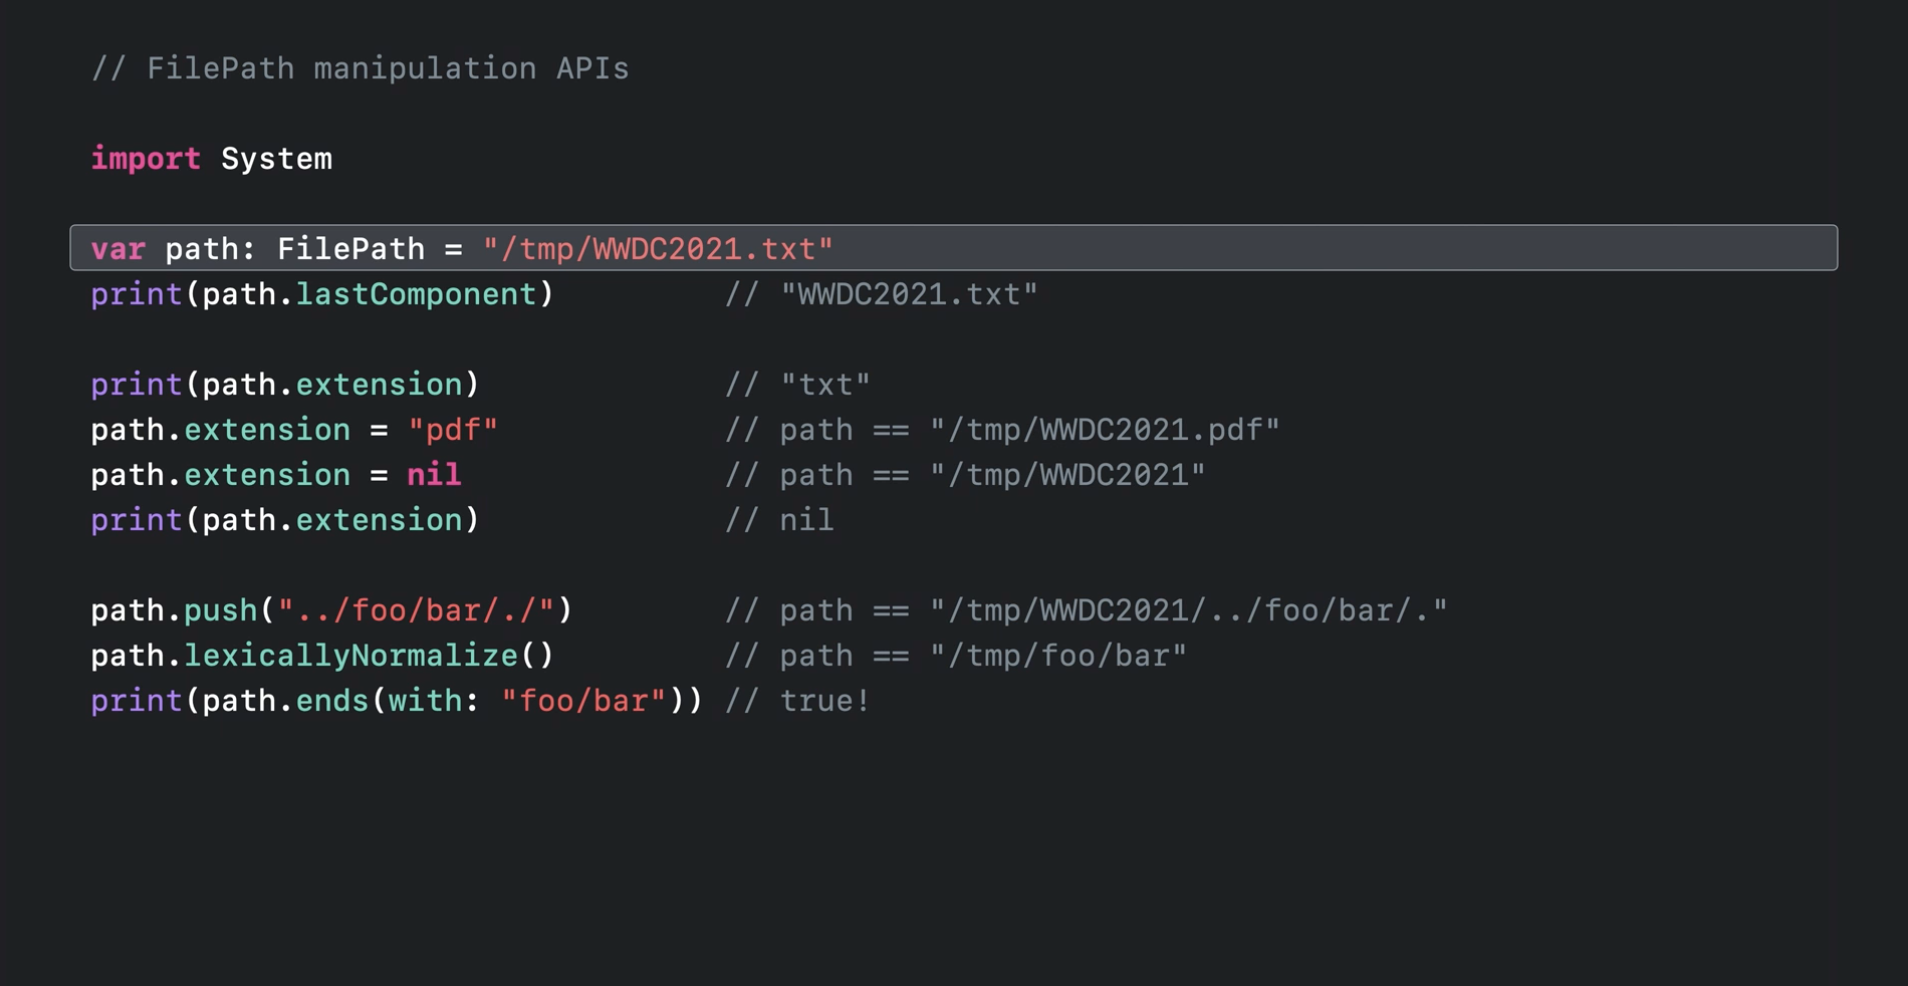 // FilePath manipulation APIs
import System
var path: FilePath = "/tmp/WWDC2021.txt"
print(path.lastComponent) // "WWDC2021.txt"
print(path.extension) // "txt"
path.extension = "pdf" // path == "/tmp/WWDC2021.pdf"
path.extension = nil // path == "/tmp/WWDC2021"
print(path.extension) // nil
path.push("../foo/bar/./") // path == "/tmp/WWDC2021/../foo/bar/."
path.lexicallyNormalize() // path == "/tmp/foo/bar"
print(path.ends(with: "foo/bar")) // true!